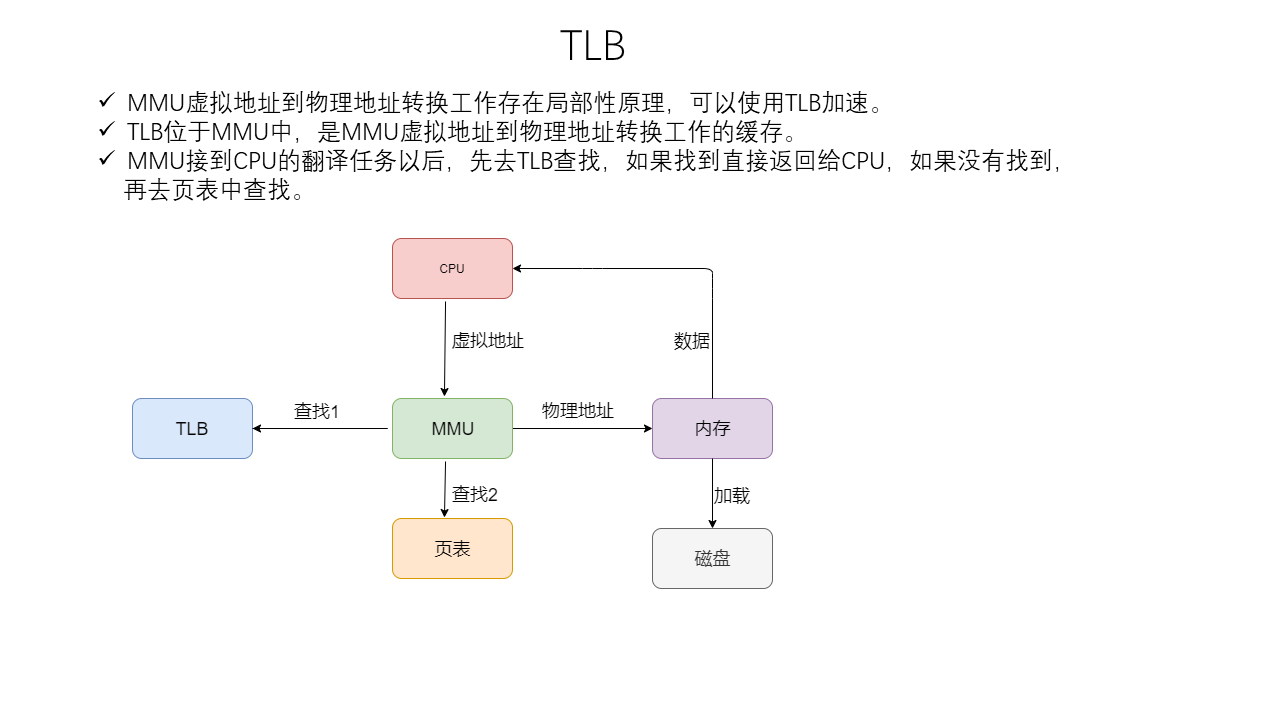 TLB
MMU虚拟地址到物理地址转换工作存在局部性原理，可以使用TLB加速。
TLB位于MMU中，是MMU虚拟地址到物理地址转换工作的缓存。
MMU接到CPU的翻译任务以后，先去TLB查找，如果找到直接返回给CPU，如果没有找到，
再去页表中查找。
CPU
虚拟地址
数据
TLB
查找1
MMU
物理地址
内存
查找2
加载
页表
磁盘